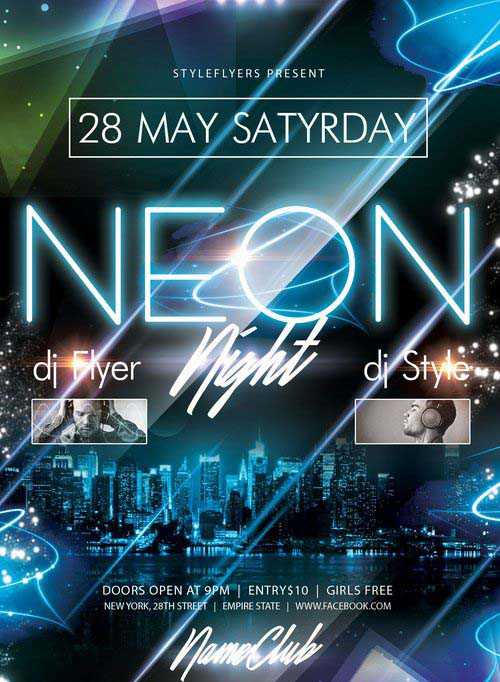 STYLEFLYERS PRESENT
28 MAY SATYRDAY
NEON
Night
dj Flyer
dj Style
DOORS OPEN AT 9PM | ENTRY$10 | GIRLS FREE
NEW YORK, 28TH STREET | EMPIRE STATE | WWW.FACEBOOK.COM
NameClub